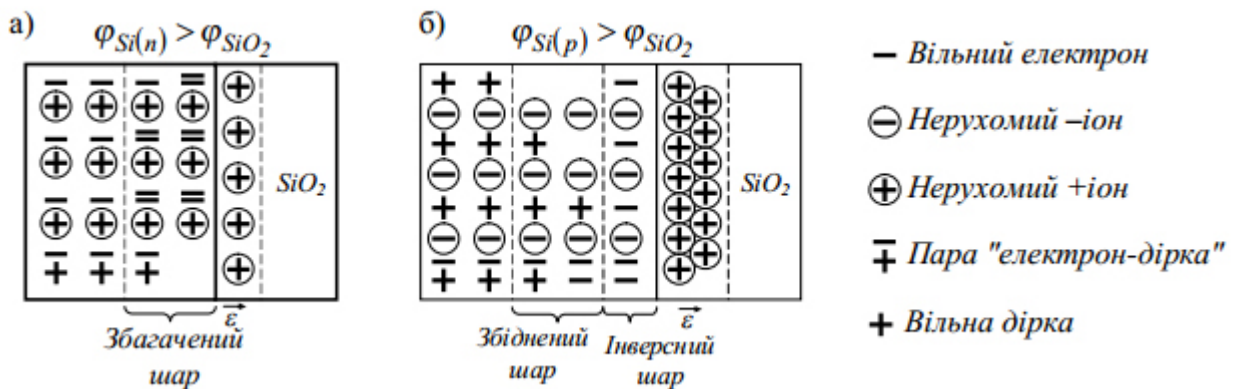 а)
φSi(n) > φSiO2
SiO2
ε
Збагачений
шар
б)
φSi(p) > φSiO2
SiO2
ε
Збіднений
шар
Інверсний
шар
Вільний електрон
Нерухомий –іон
Нерухомий +іон
Пара "електрон-дірка"
Вільна дірка